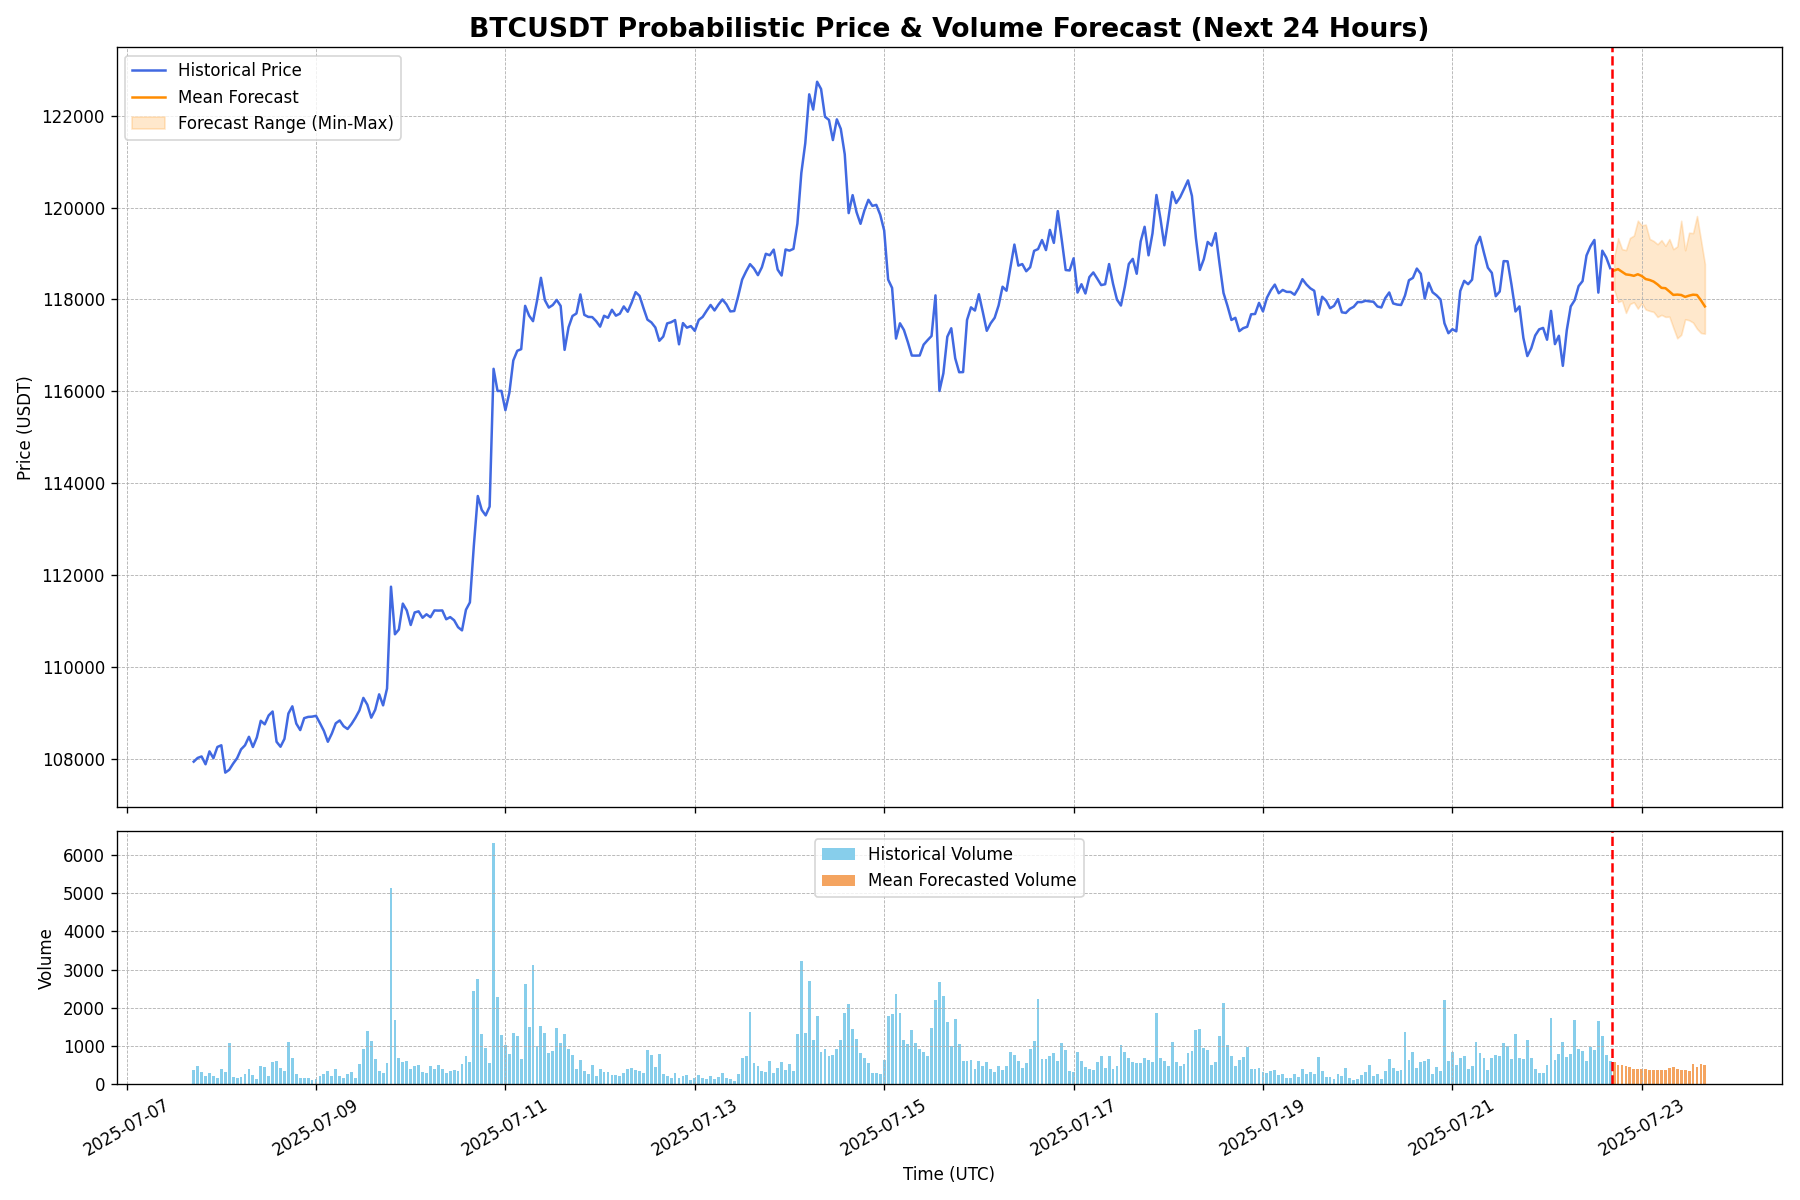 BTCUSDT Probabilistic Price & Volume Forecast (Next 24 Hours)
Historical Price
Mean Forecast
Forecast Range (Min-Max)
122000
120000
118000
116000
114000
112000
110000
108000
Price (USDT)
Historical Volume
Mean Forecasted Volume
6000
5000
4000
3000
2000
1000
0
Volume
2025-07-07
2025-07-09
2025-07-11
2025-07-13
2025-07-15
2025-07-17
2025-07-19
2025-07-21
2025-07-23
Time (UTC)